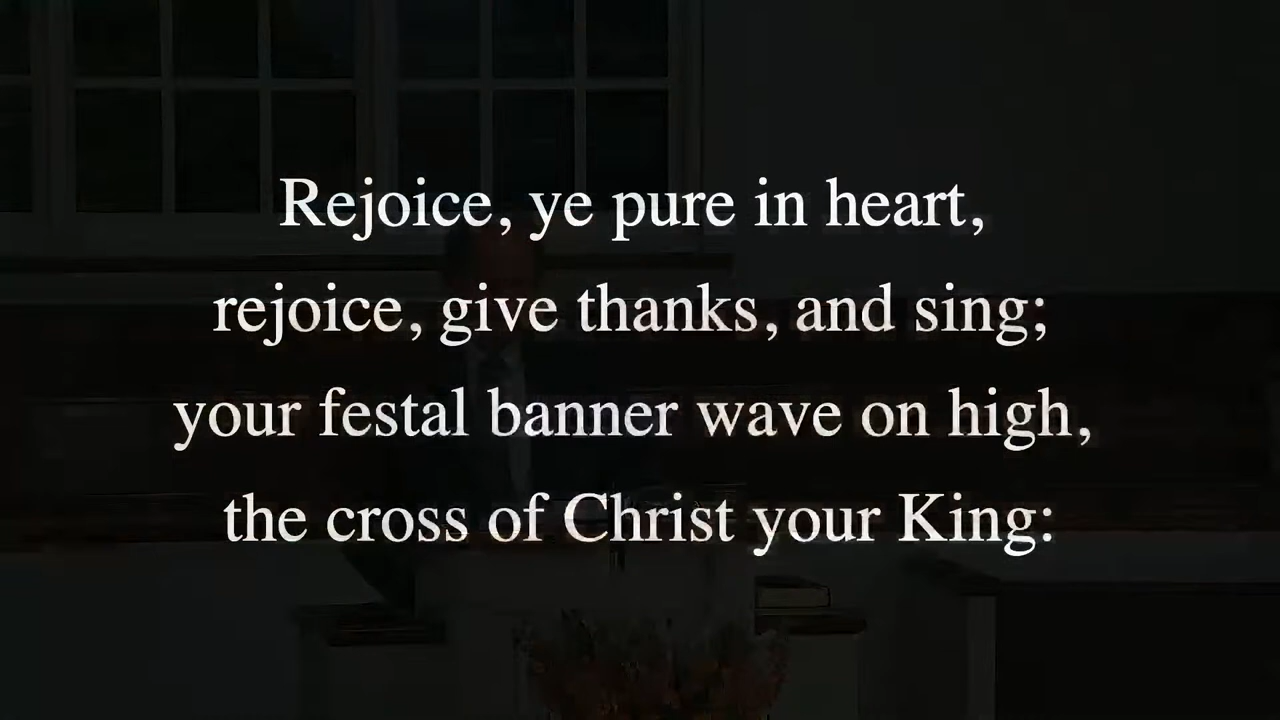 Rejoice, ye pure in heart,
rejoice, give thanks, and sing;
your festal banner wave on high,
the cross of Christ your King: